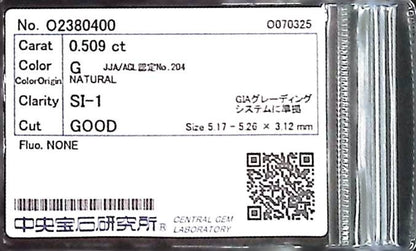 No. O2380400 O070325
Carat 0.509 ct
Color G JJA/AGL認定No.204
ColorOrigin NATURAL
Clarity SI-1 GIAグレーディング
システムに準拠
Cut GOOD Size 5.17 - 5.26 × 3.12 mm
Fluo. NONE
中央宝石研究所® CENTRAL GEM
LABORATORY